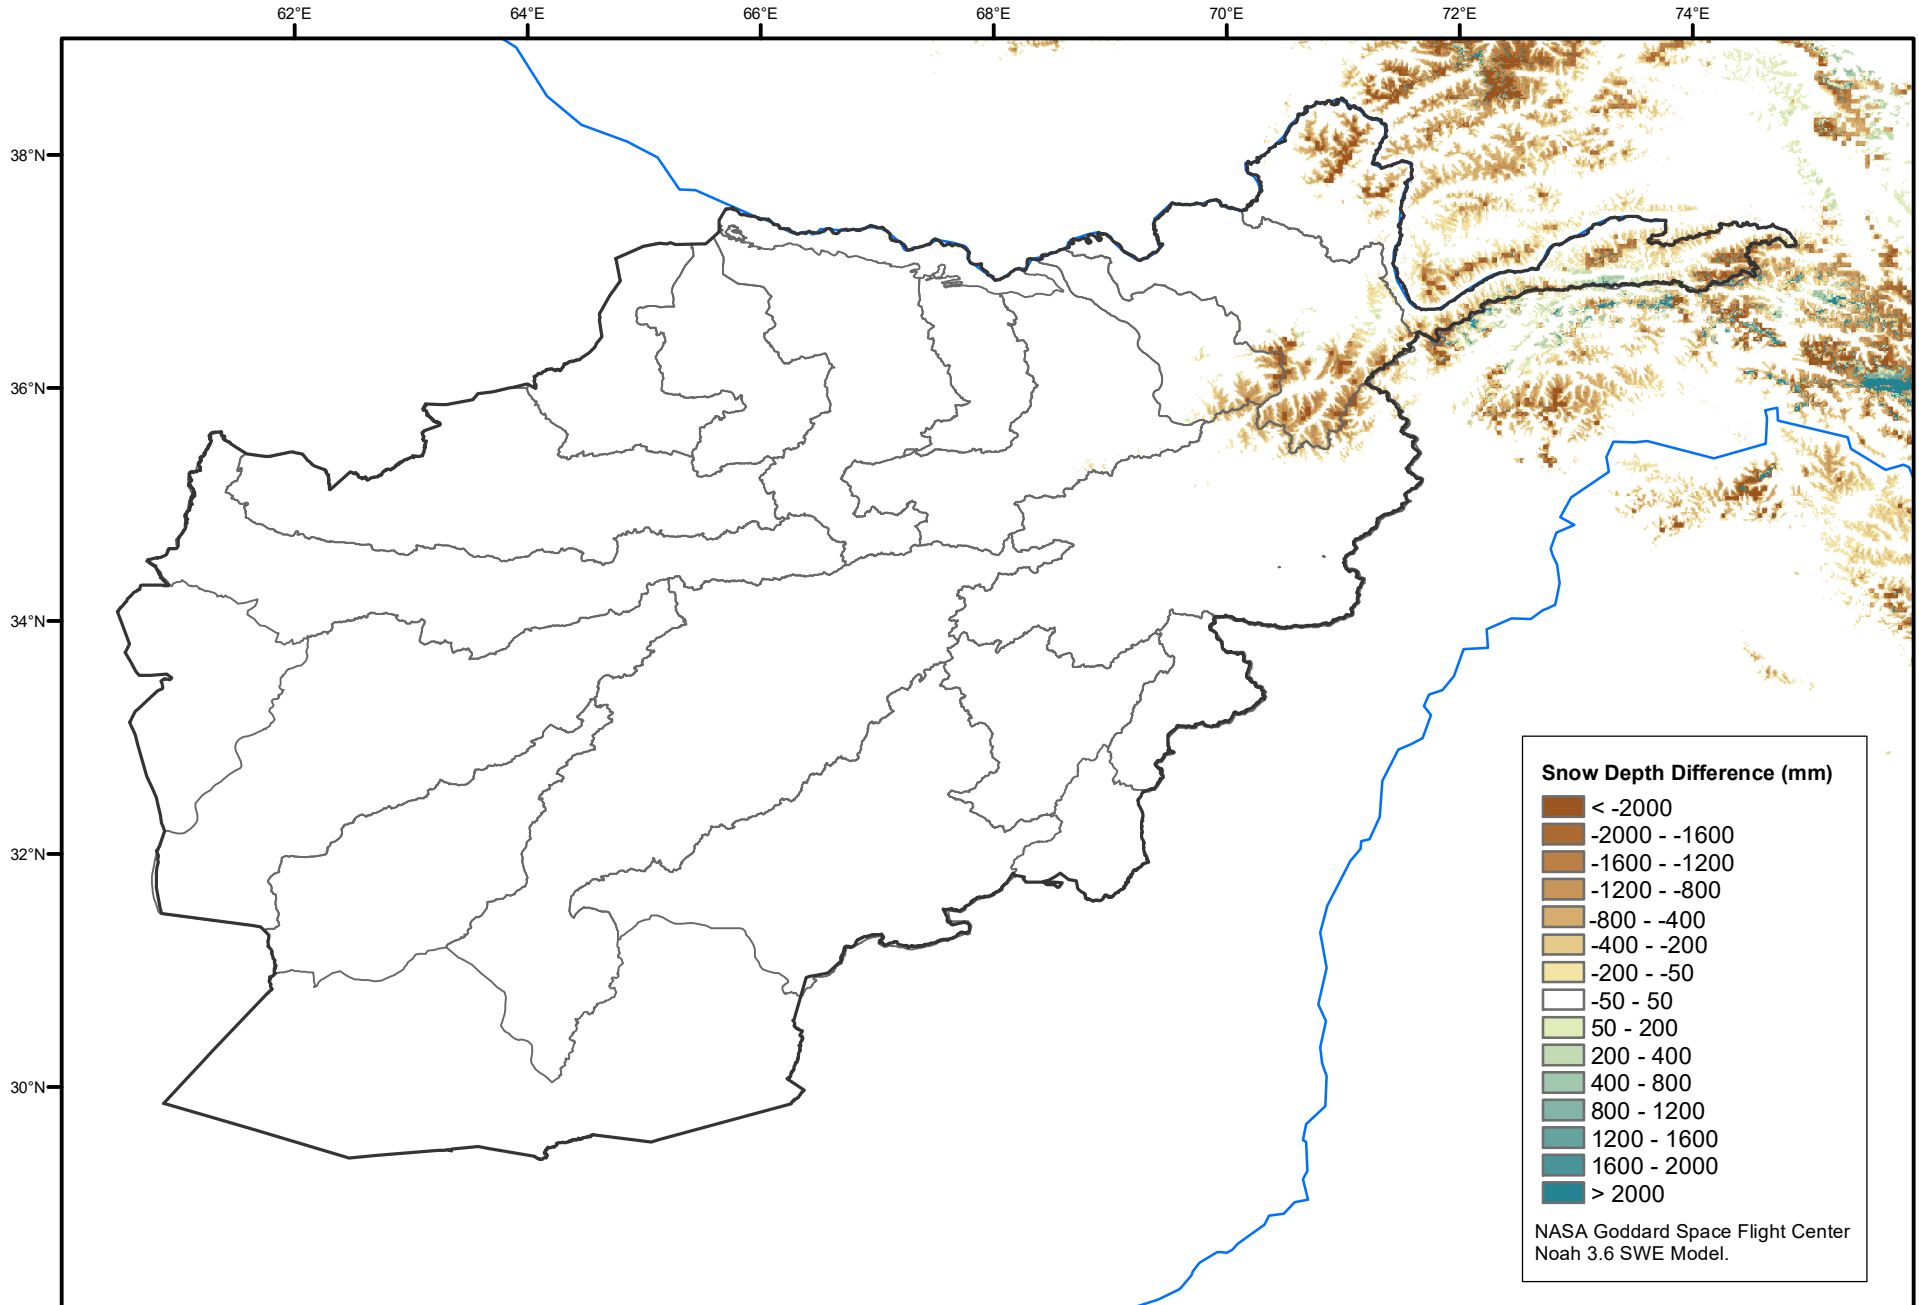 62°E 64°E 66°E 68°E 70°E 72°E 74°E
38°N
36°N
34°N
32°N
30°N
Snow Depth Difference (mm)
< -2000
-2000 - -1600
-1600 - -1200
-1200 - -800
-800 - -400
-400 - -200
-200 - -50
-50 - 50
50 - 200
200 - 400
400 - 800
800 - 1200
1200 - 1600
1600 - 2000
> 2000
NASA Goddard Space Flight Center
Noah 3.6 SWE Model.